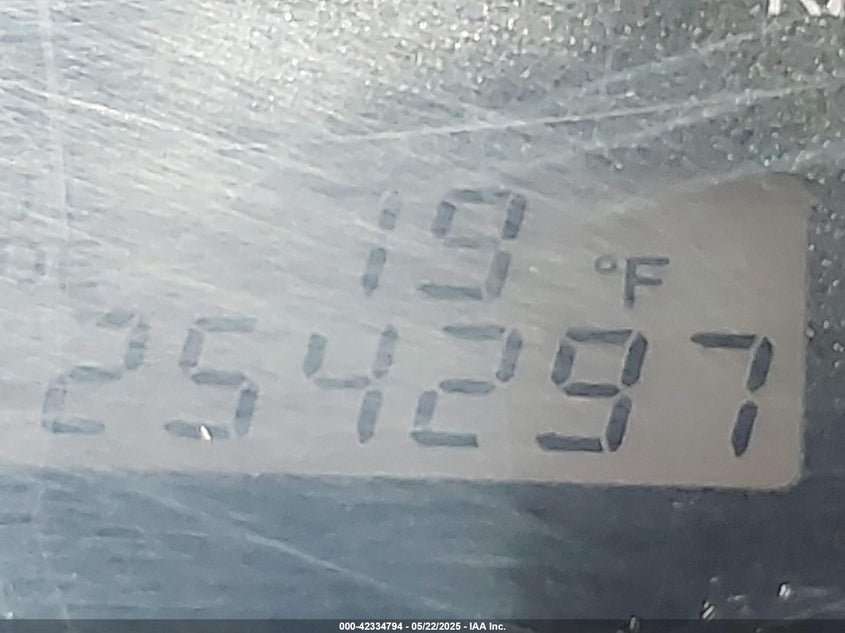 19 °F
254297
000-42334794 - 05/22/2025 - IAA Inc.